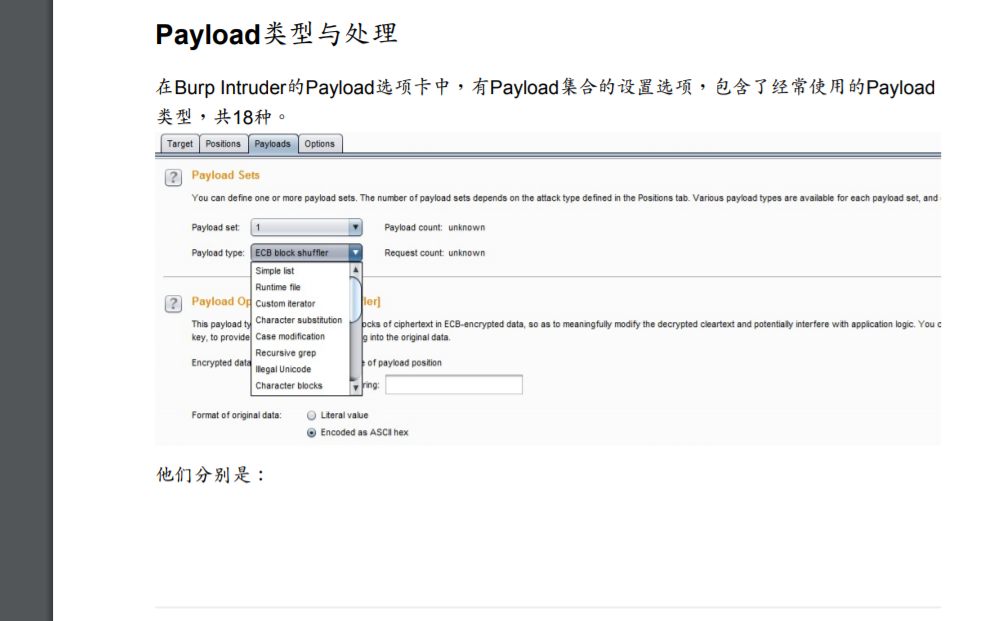 Payload类型与处理
在Burp Intruder的Payload选项卡中，有Payload集合的设置选项，包含了经常使用的Payload
类型，共18种。
Target Positions Payloads Options
? Payload Sets
You can define one or more payload sets. The number of payload sets depends on the attack type defined in the Positions tab. Various payload types are available for each payload set, and
Payload set: 1 Payload count: unknown
Payload type: ECB block shuffler Request count: unknown
Simple list
Runtime file
Custom iterator
Character substitution
Case modification
Recursive grep
Illegal Unicode
Character blocks
? Payload Op ler]
This payload ty ocks of ciphertext in ECB-encrypted data, so as to meaningfully modify the decrypted cleartext and potentially interfere with application logic. You c
key, to provide g into the original data.
Encrypted data of payload position
ring:
Format of original data: Literal value
Encoded as ASCII hex
他们分别是：